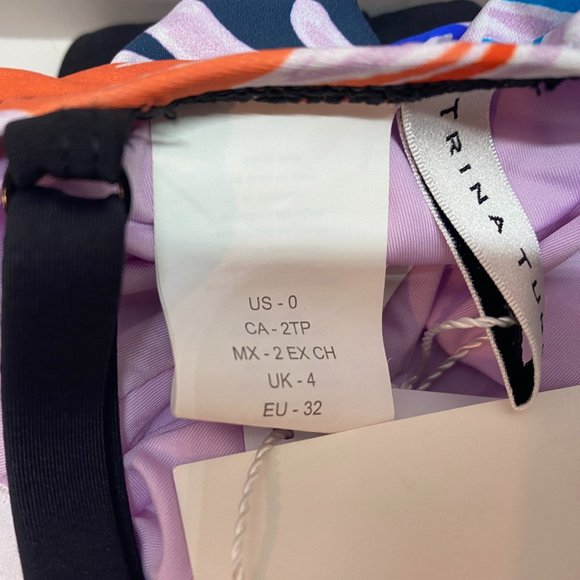 US - 0
CA - 2TP
MX - 2 EX CH
UK - 4
EU - 32
TRINA TU